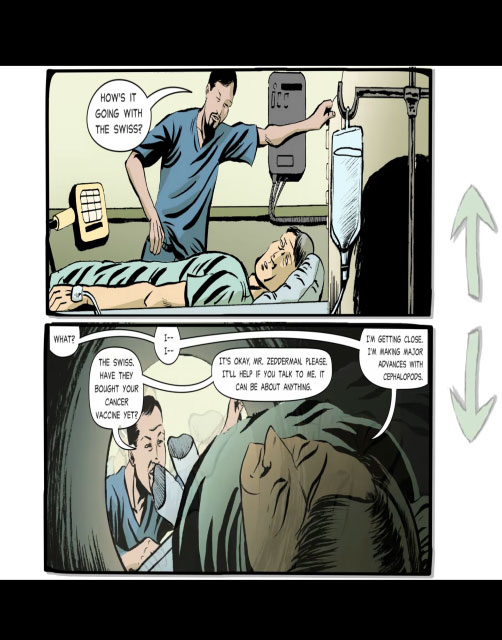 HOW'S IT
GOING WITH
THE SWISS?
WHAT?
THE SWISS.
HAVE THEY
BOUGHT YOUR
CANCER
VACCINE YET?
I--
I--
IT'S OKAY, MR. ZEDDERMAN, PLEASE.
IT'LL HELP IF YOU TALK TO ME. IT
CAN BE ABOUT ANYTHING.
I'M GETTING CLOSE.
I'M MAKING MAJOR
ADVANCES WITH
CEPHALOPODS.